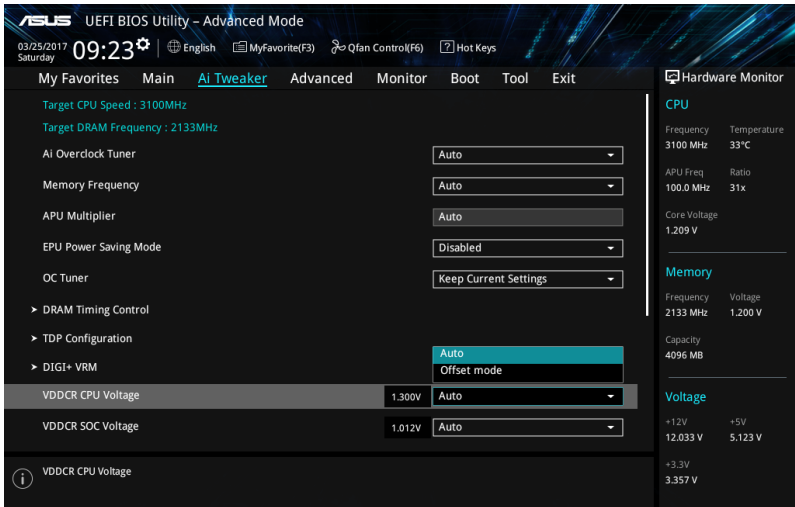 ASUS UEFI BIOS Utility – Advanced Mode
03/25/2017
Saturday
09:23
English
MyFavorite(F3)
Qfan Control(F6)
? Hot Keys
My Favorites
Main
Ai Tweaker
Advanced
Monitor
Boot
Tool
Exit
Target CPU Speed : 3100MHz
Target DRAM Frequency : 2133MHz
Ai Overclock Tuner Auto
Memory Frequency Auto
APU Multiplier Auto
EPU Power Saving Mode Disabled
OC Tuner Keep Current Settings
DRAM Timing Control
TDP Configuration
DIGI+ VRM
Auto
Offset mode
VDDCR CPU Voltage 1.300V Auto
VDDCR SOC Voltage 1.012V Auto
i VDDCR CPU Voltage
Hardware Monitor
CPU
Frequency Temperature
3100 MHz 33°C
APU Freq Ratio
100.0 MHz 31x
Core Voltage
1.209 V
Memory
Frequency Voltage
2133 MHz 1.200 V
Capacity
4096 MB
Voltage
+12V +5V
12.033 V 5.123 V
+3.3V
3.357 V